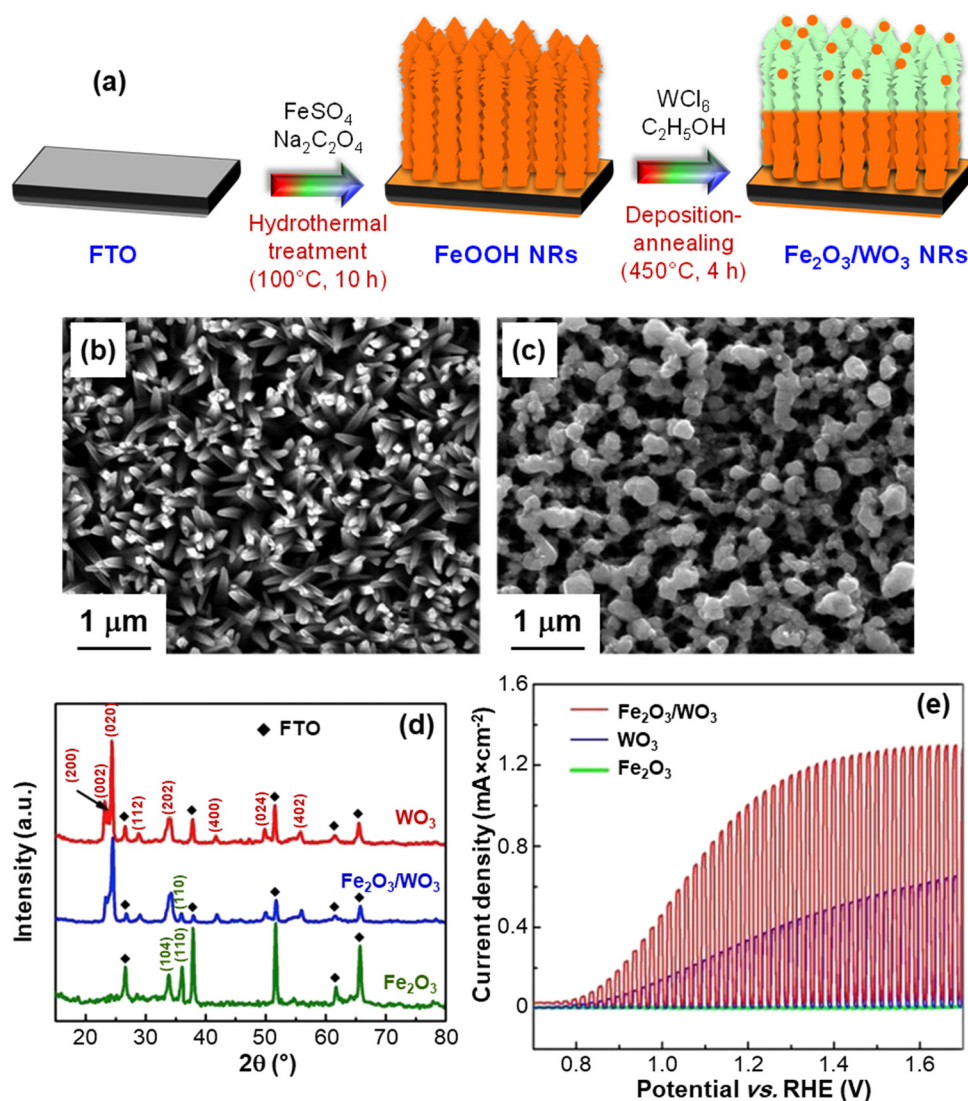 (a)
FeSO₄
Na₂C₂O₄
Hydrothermal
treatment
(100°C, 10 h)
WCl₆
C₂H₅OH
Deposition-
annealing
(450°C, 4 h)
FTO
FeOOH NRs
Fe₂O₃/WO₃ NRs
(b)
1 μm
(c)
1 μm
(d)
◆ FTO
(200)
(002)
(020)
(112)
(202)
(400)
(024)
(402)
WO₃
(110)
Fe₂O₃/WO₃
(104)
(110)
Fe₂O₃
Intensity (a.u.)
20 30 40 50 60 70 80
2θ (°)
(e)
Fe₂O₃/WO₃
WO₃
Fe₂O₃
Current density (mA×cm⁻²)
1.6
1.2
0.8
0.4
0
0.8 1.0 1.2 1.4 1.6
Potential vs. RHE (V)